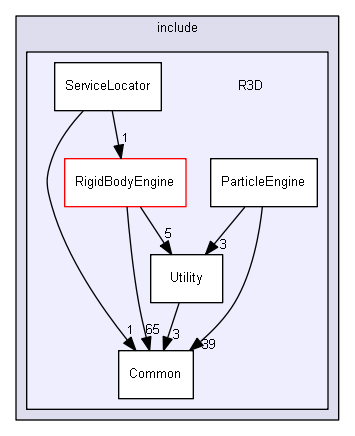 include
ServiceLocator
R3D
1
RigidBodyEngine
ParticleEngine
5
3
Utility
1
65
3
39
Common